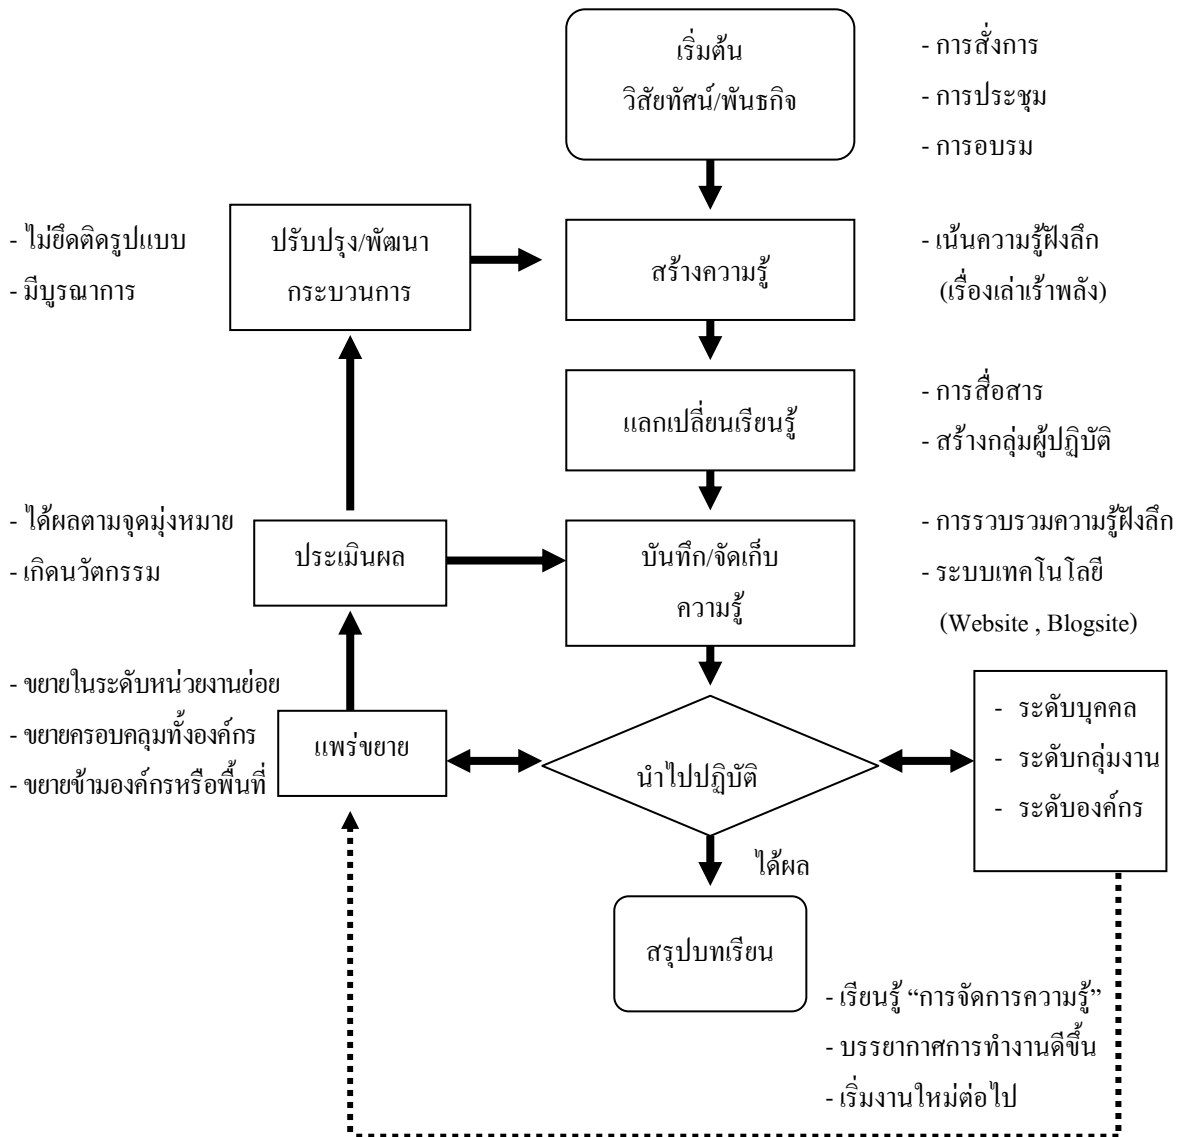 เริ่มต้น
วิสัยทัศน์/พันธกิจ
- การสั่งการ
- การประชุม
- การอบรม
- ไม่ยึดติดรูปแบบ
- มีบูรณาการ
ปรับปรุง/พัฒนา
กระบวนการ
สร้างความรู้
- เน้นความรู้ฝังลึก
(เรื่องเล่าเร้าพลัง)
แลกเปลี่ยนเรียนรู้
- การสื่อสาร
- สร้างกลุ่มผู้ปฏิบัติ
- ได้ผลตามจุดมุ่งหมาย
- เกิดนวัตกรรม
ประเมินผล
บันทึก/จัดเก็บ
ความรู้
- การรวบรวมความรู้ฝังลึก
- ระบบเทคโนโลยี
(Website , Blogsite)
- ขยายในระดับหน่วยงานย่อย
- ขยายครอบคลุมทั้งองค์กร
- ขยายข้ามองค์กรหรือพื้นที่
แพร่ขยาย
นำไปปฏิบัติ
- ระดับบุคคล
- ระดับกลุ่มงาน
- ระดับองค์กร
ได้ผล
สรุปบทเรียน
- เรียนรู้ “การจัดการความรู้”
- บรรยากาศการทำงานดีขึ้น
- เริ่มงานใหม่ต่อไป